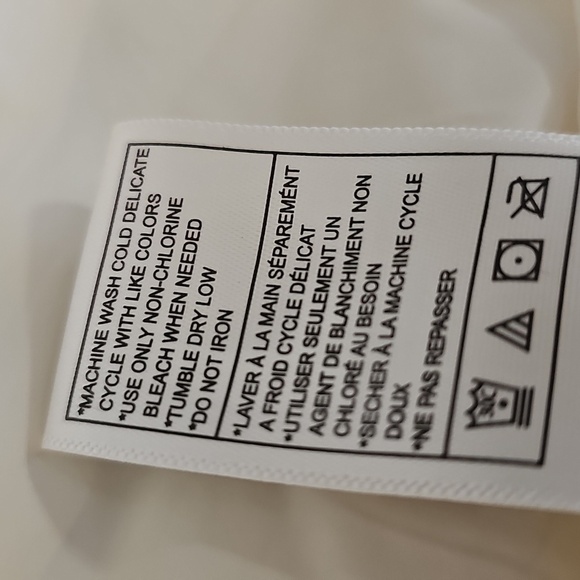 *MACHINE WASH COLD DELICATE
CYCLE WITH LIKE COLORS
*USE ONLY NON-CHLORINE
BLEACH WHEN NEEDED
*TUMBLE DRY LOW
*DO NOT IRON
*LAVER À LA MAIN SÉPAREMÉNT
A FROID CYCLE DÉLICAT
*UTILISER SEULEMENT UN
AGENT DE BLANCHIMENT NON
CHLORÉ AU BESOIN
*SECHER À LA MACHINE CYCLE
DOUX
*NE PAS REPASSER
30C